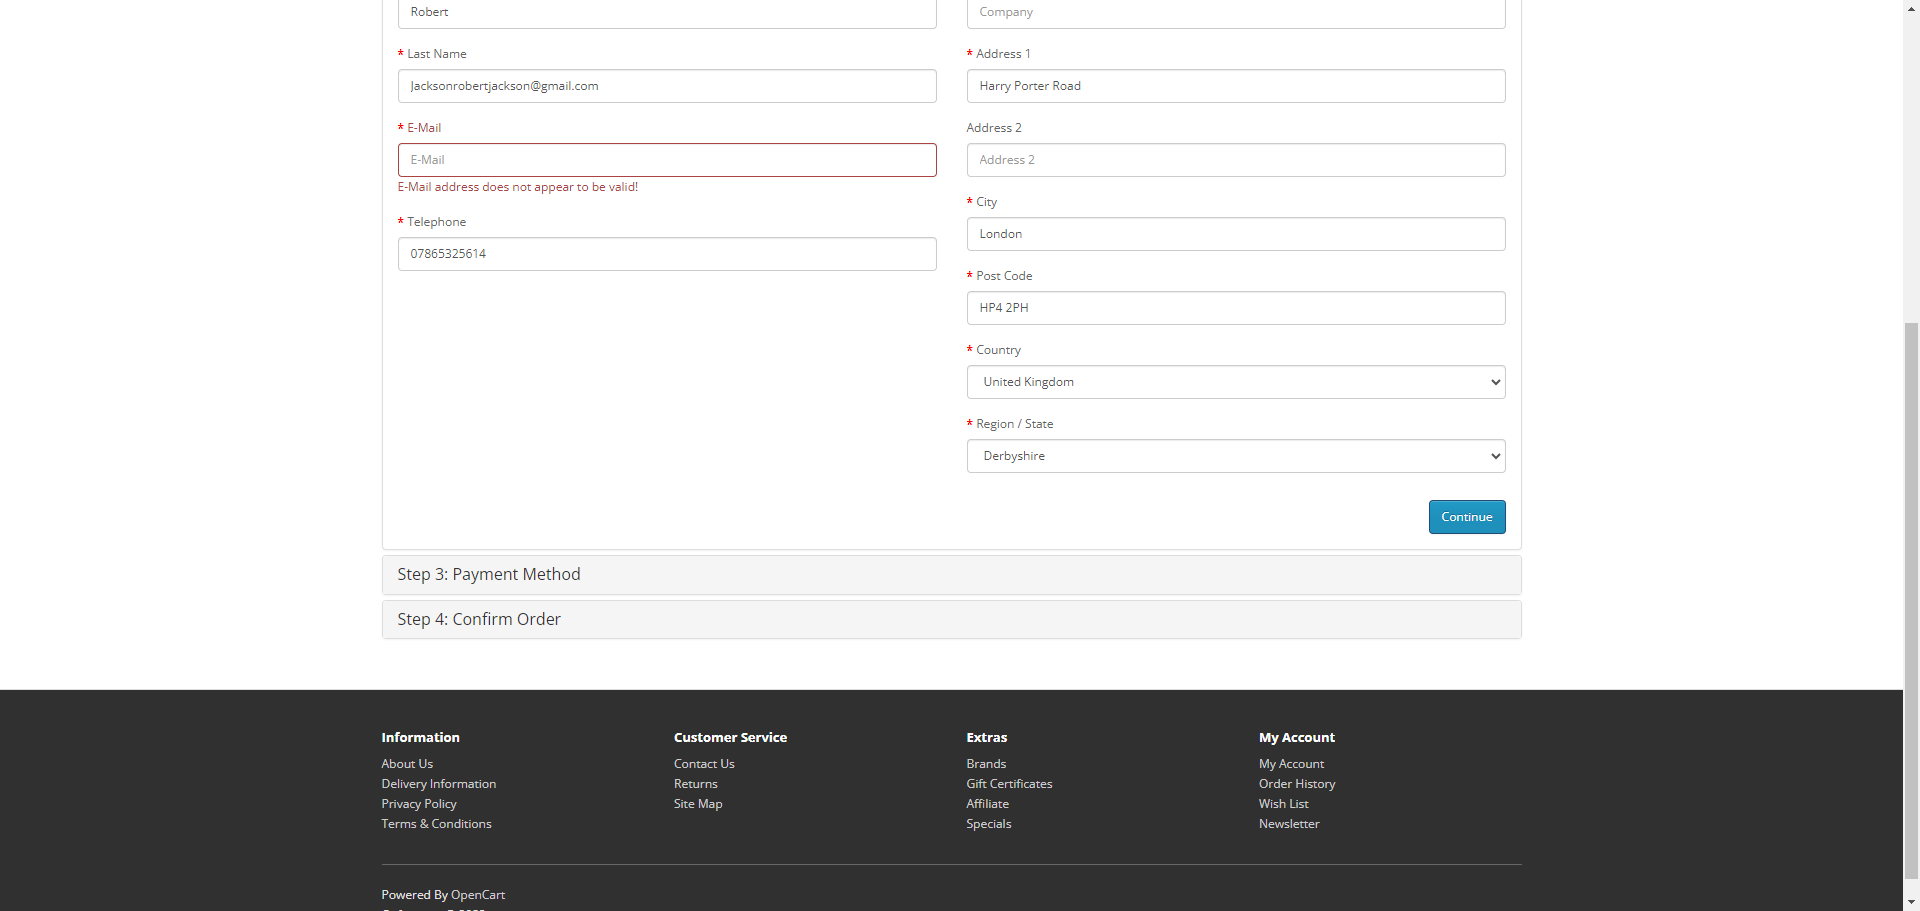 Robert
Company
* Last Name
Jacksonrobertjackson@gmail.com
* E-Mail
E-Mail
E-Mail address does not appear to be valid!
* Telephone
07865325614
* Address 1
Harry Porter Road
Address 2
Address 2
* City
London
* Post Code
HP4 2PH
* Country
United Kingdom
* Region / State
Derbyshire
Continue
Step 3: Payment Method
Step 4: Confirm Order
Information
About Us
Delivery Information
Privacy Policy
Terms & Conditions
Customer Service
Contact Us
Returns
Site Map
Extras
Brands
Gift Certificates
Affiliate
Specials
My Account
My Account
Order History
Wish List
Newsletter
Powered By OpenCart